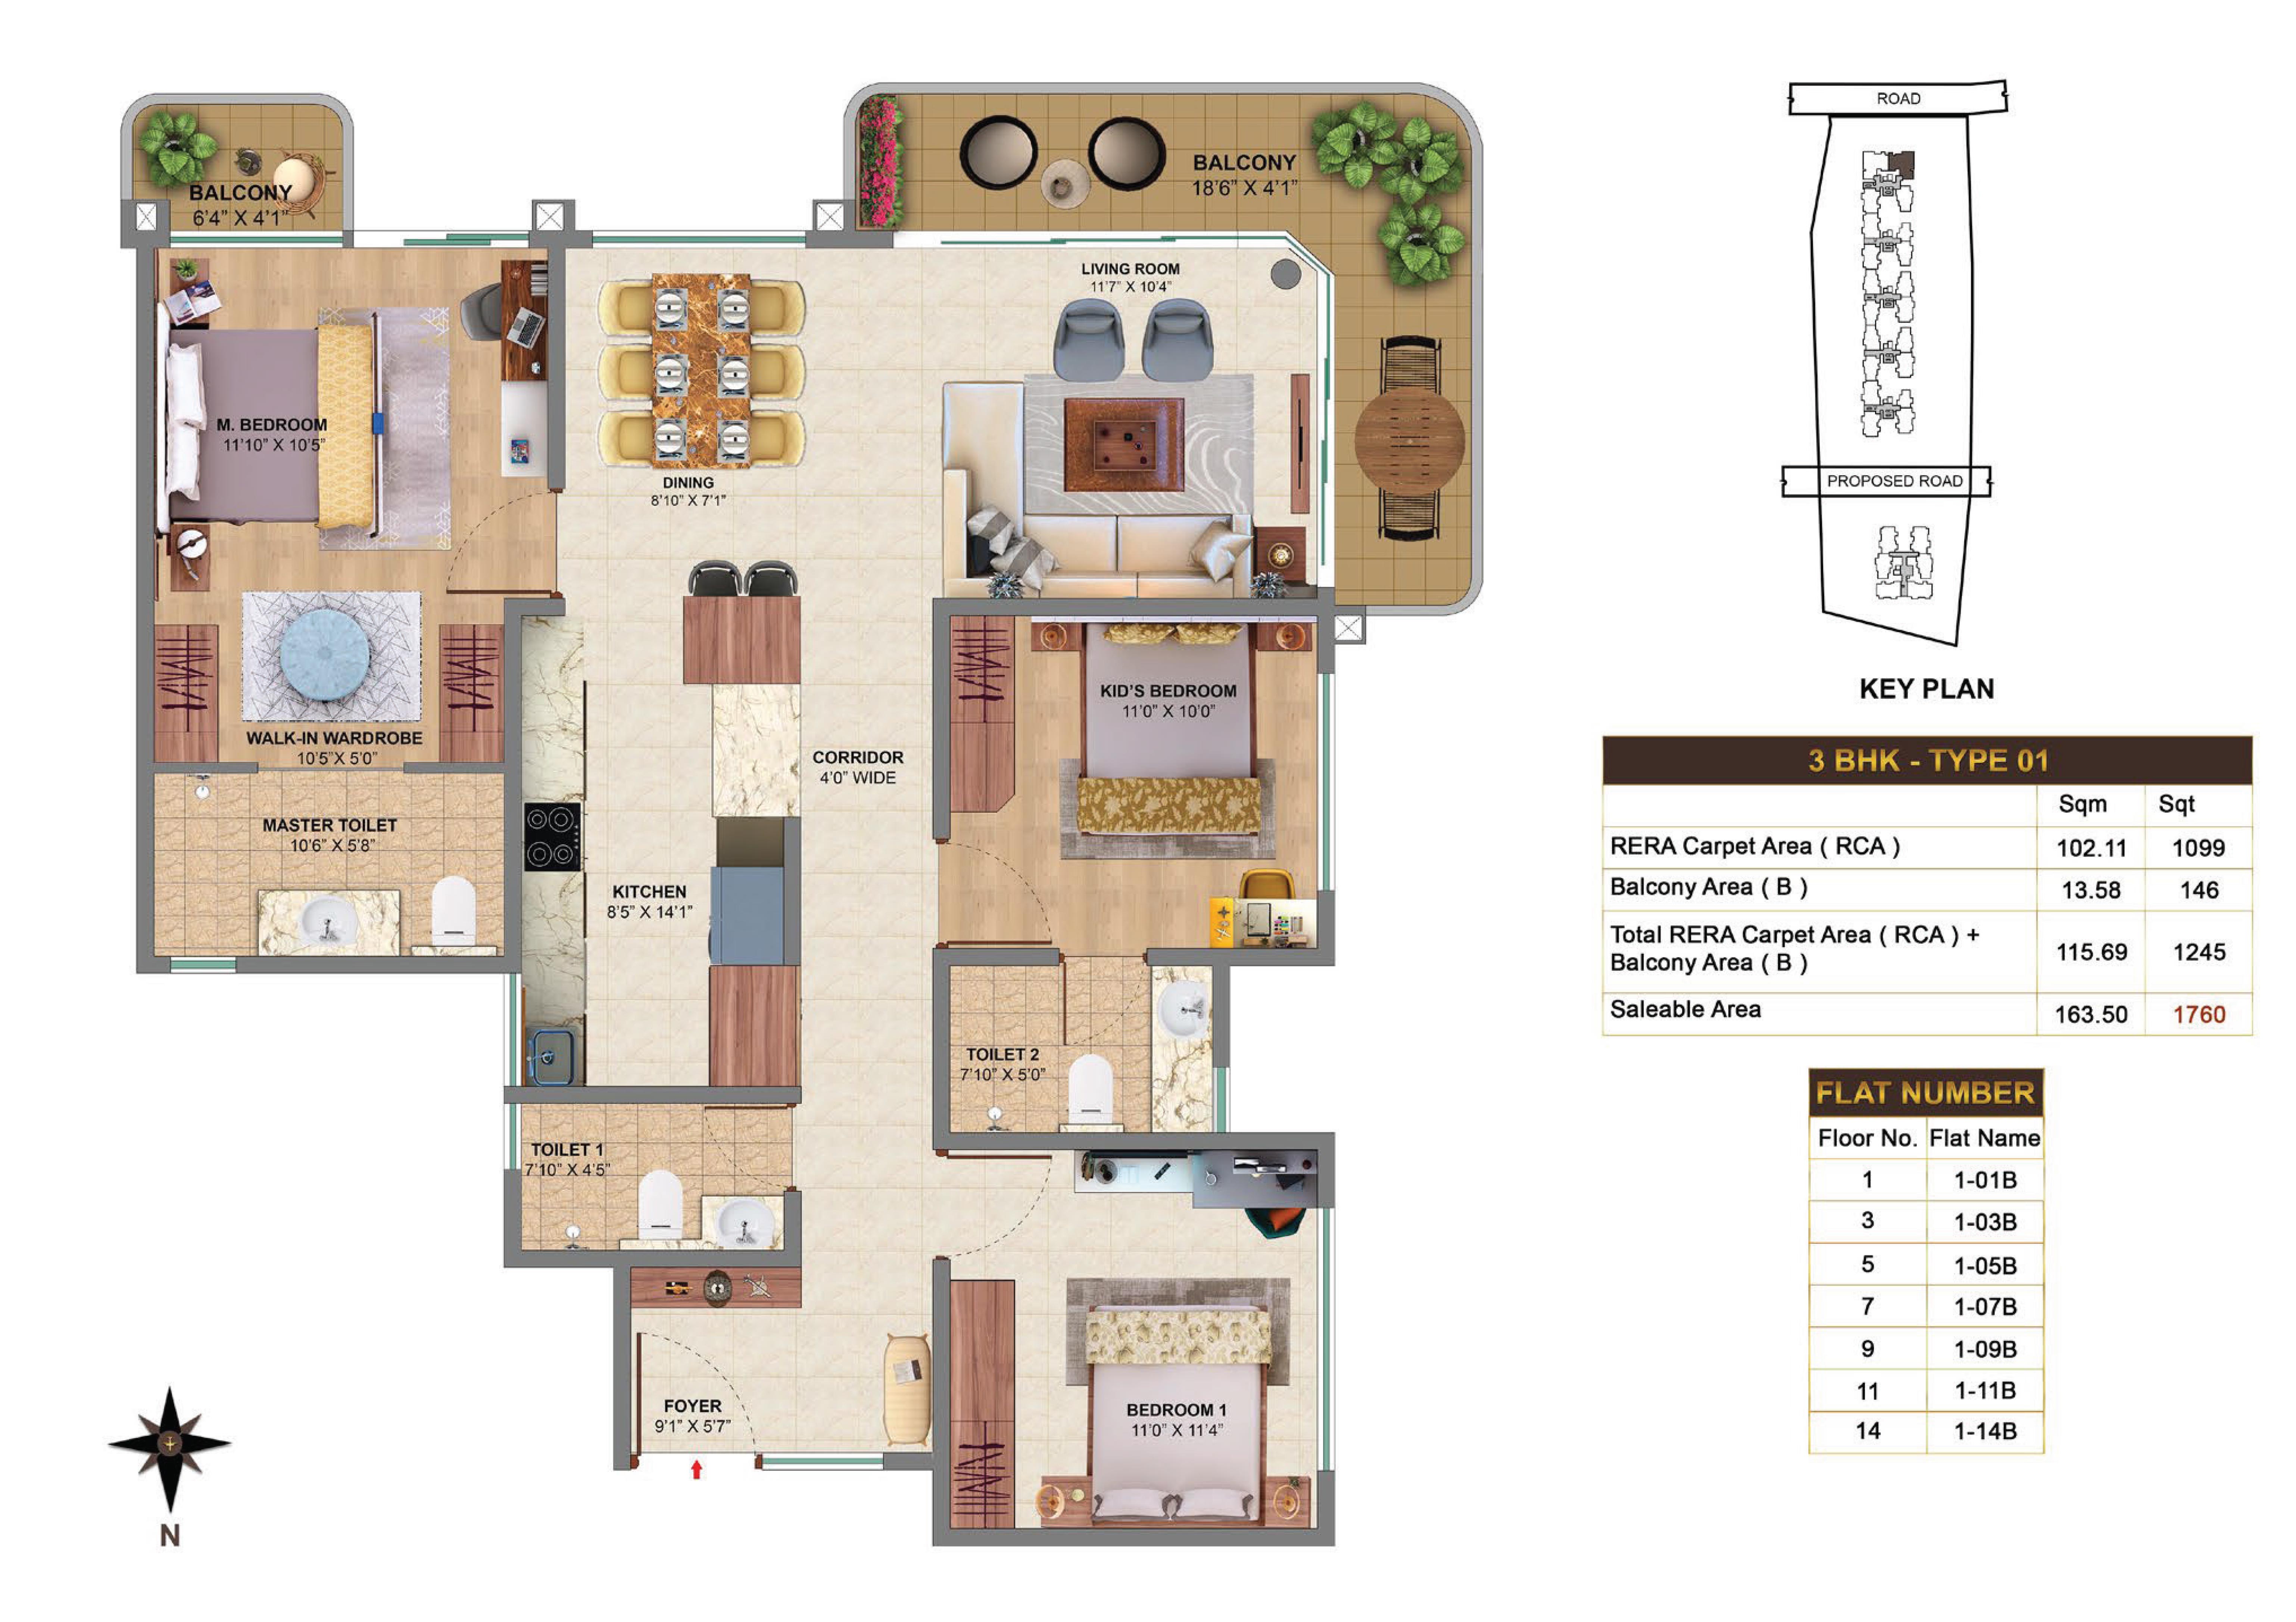 BALCONY
6'4" X 4'1"
BALCONY
18'6" X 4'1"
LIVING ROOM
11'7" X 10'4"
M. BEDROOM
11'10" X 10'5"
DINING
8'10" X 7'1"
WALK-IN WARDROBE
10'5"X 5'0"
KID'S BEDROOM
11'0" X 10'0"
CORRIDOR
4'0" WIDE
MASTER TOILET
10'6" X 5'8"
KITCHEN
8'5" X 14'1"
TOILET 2
7'10" X 5'0"
TOILET 1
7'10" X 4'5"
FOYER
9'1" X 5'7"
BEDROOM 1
11'0" X 11'4"
N
ROAD
PROPOSED ROAD
KEY PLAN
3 BHK - TYPE 01
Sqm Sqt
RERA Carpet Area ( RCA ) 102.11 1099
Balcony Area ( B ) 13.58 146
Total RERA Carpet Area ( RCA ) +
Balcony Area ( B ) 115.69 1245
Saleable Area 163.50 1760
FLAT NUMBER
Floor No. Flat Name
1 1-01B
3 1-03B
5 1-05B
7 1-07B
9 1-09B
11 1-11B
14 1-14B